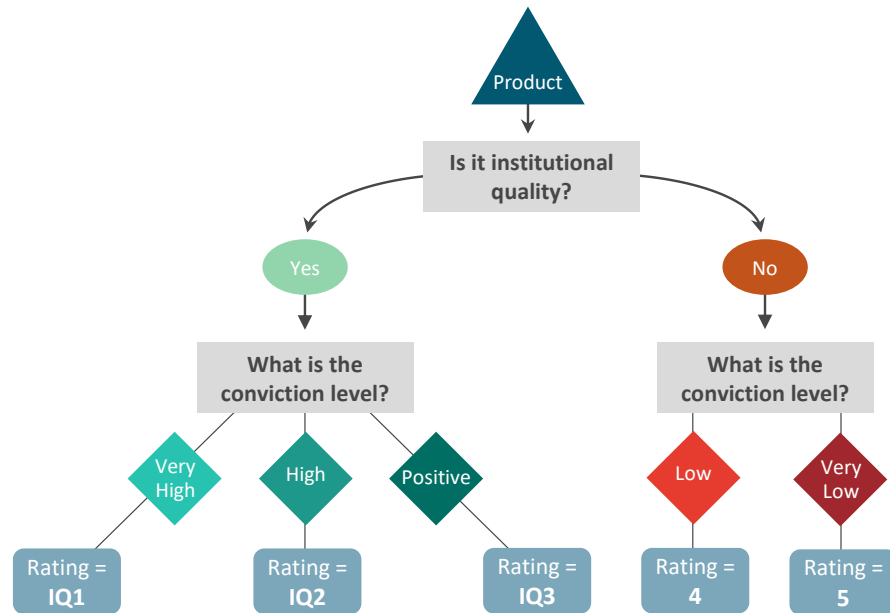 Product
Is it institutional
quality?
Yes
No
What is the
conviction level?
What is the
conviction level?
Very
High
High
Positive
Low
Very
Low
Rating =
IQ1
Rating =
IQ2
Rating =
IQ3
Rating =
4
Rating =
5